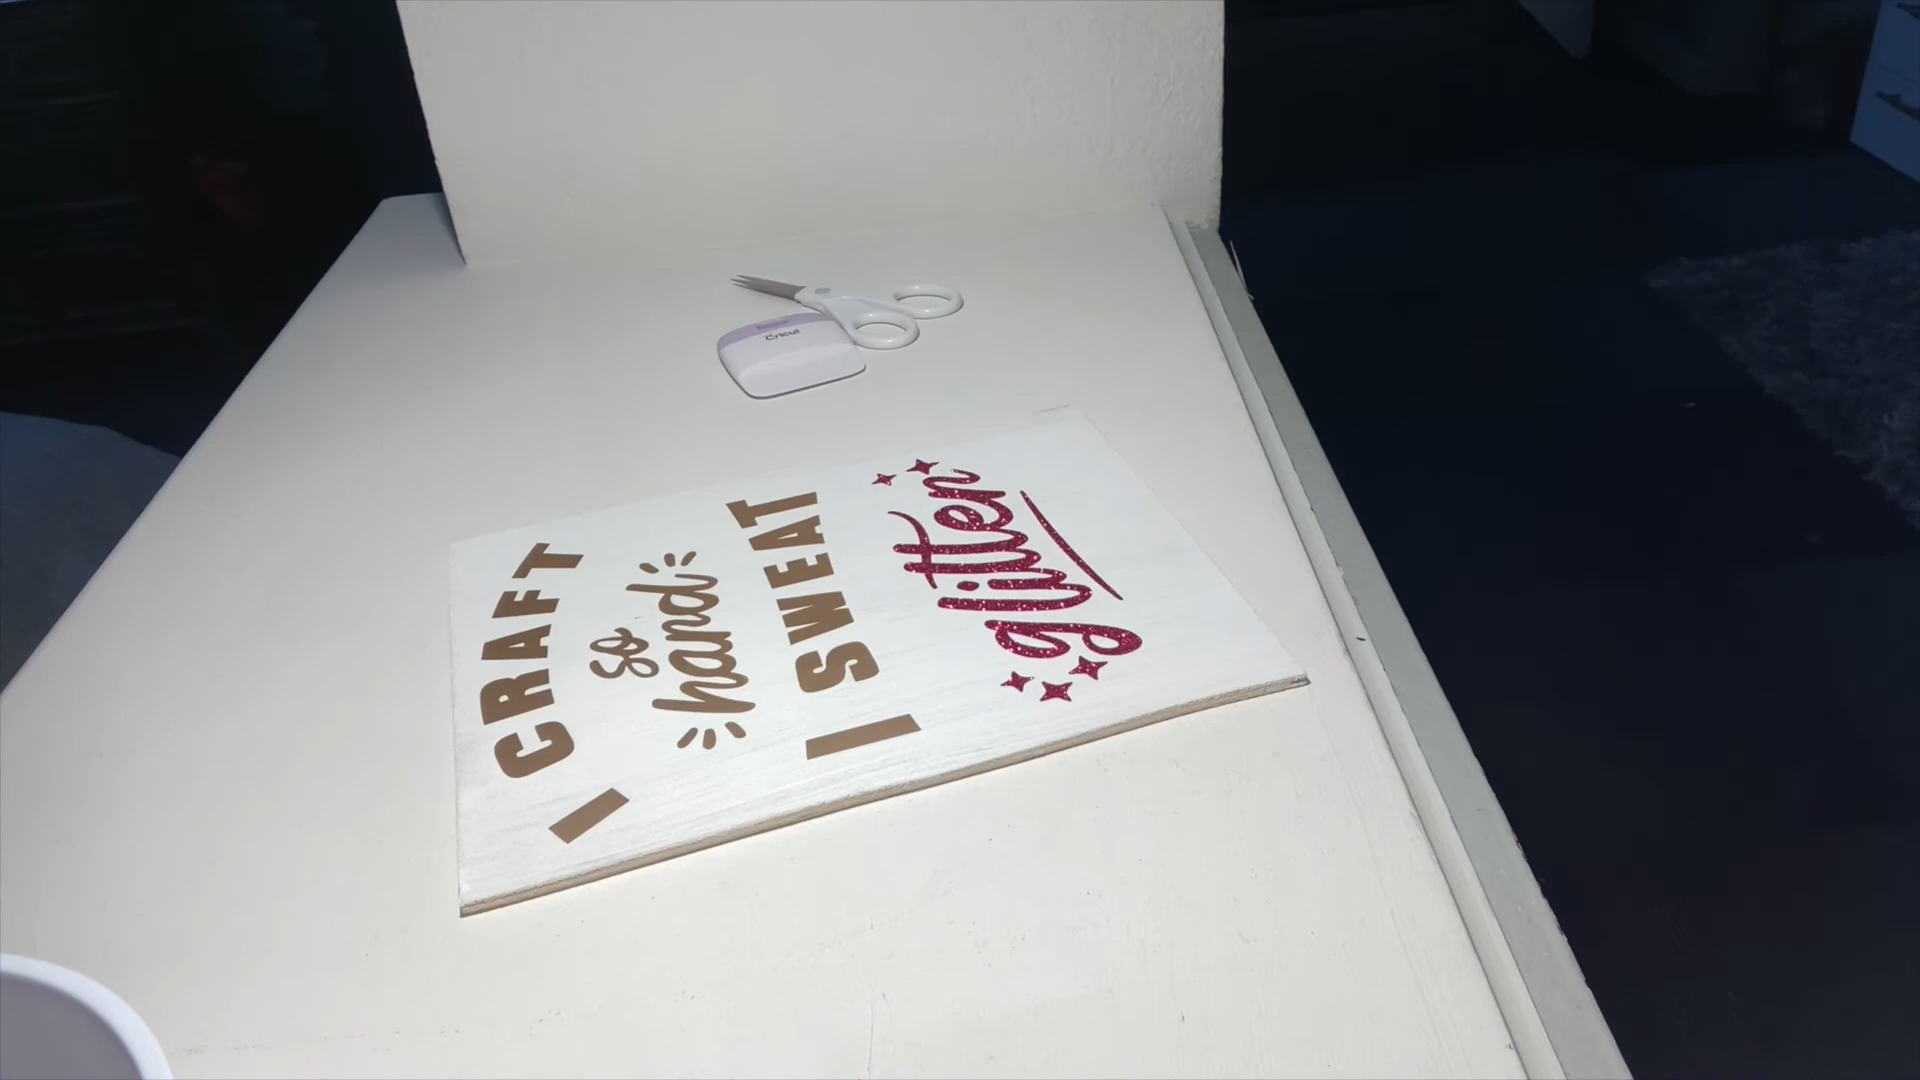 Cricut
I CRAFT
so
hard
I SWEAT
glitter